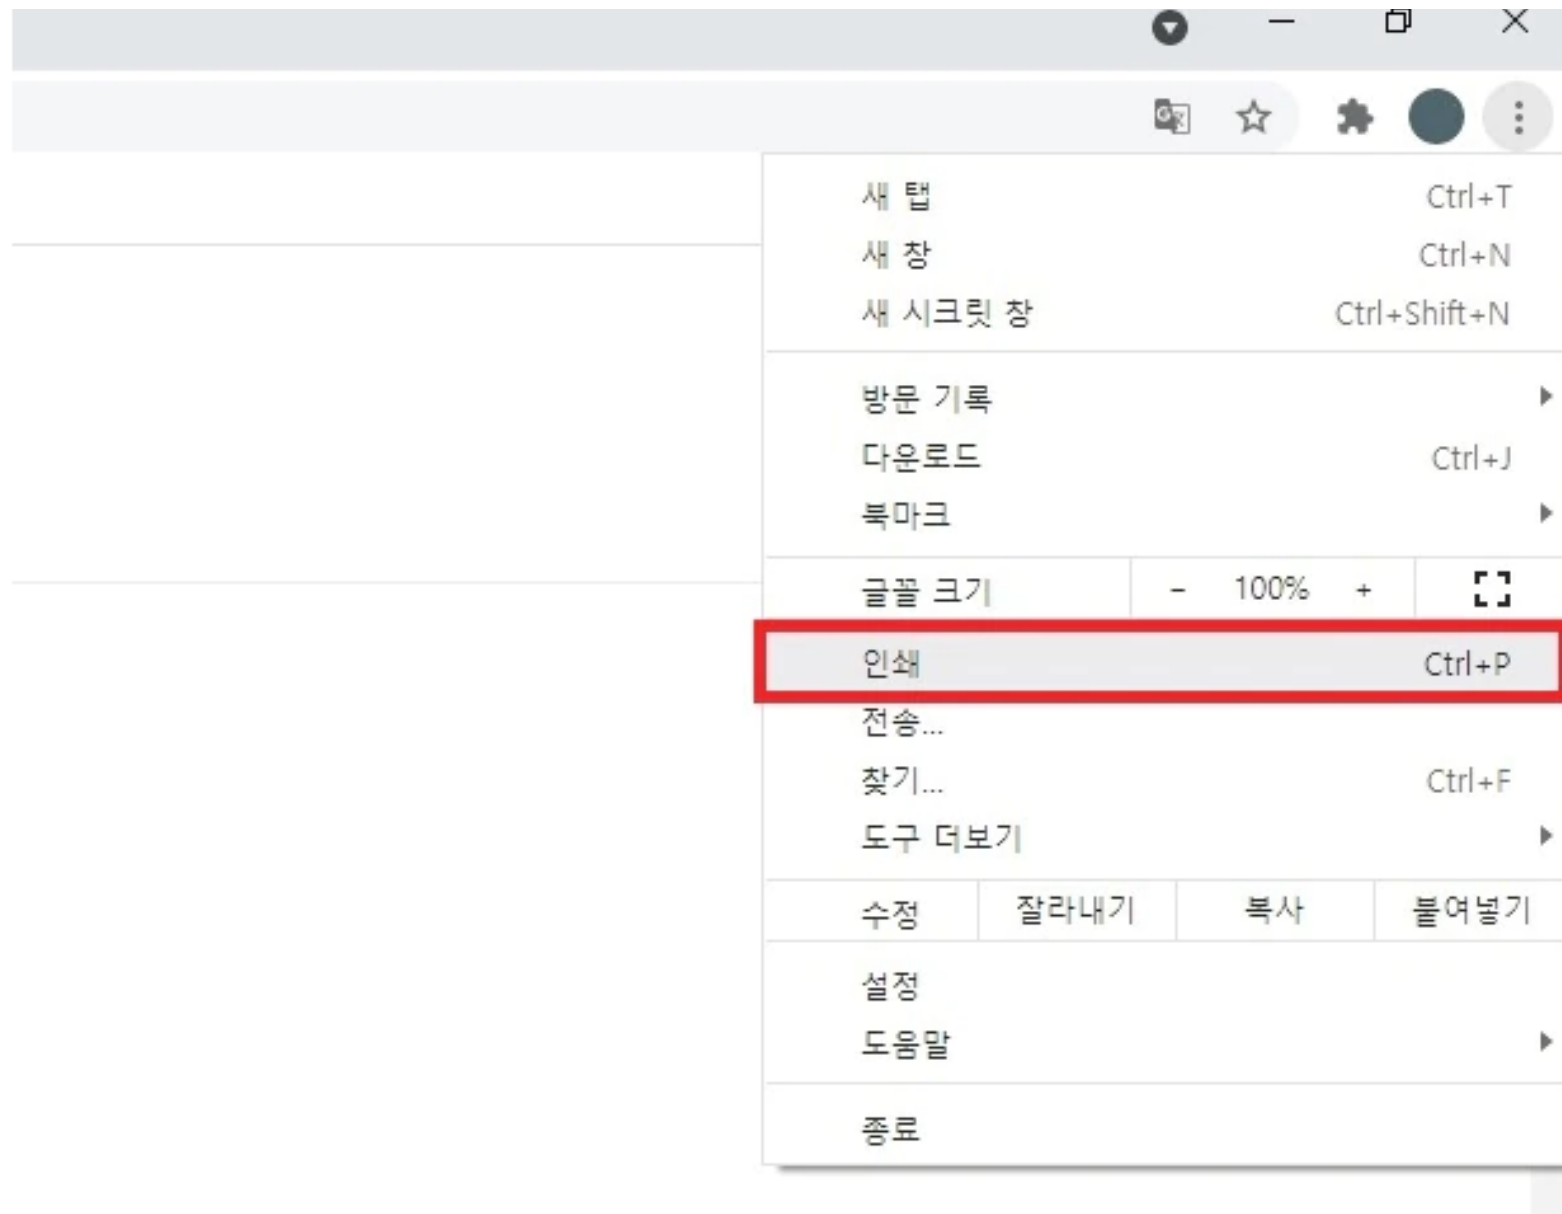 새 탭 Ctrl+T
새 창 Ctrl+N
새 시크릿 창 Ctrl+Shift+N
방문 기록
다운로드 Ctrl+J
북마크
글꼴 크기 - 100% +
인쇄 Ctrl+P
전송...
찾기... Ctrl+F
도구 더보기
수정 잘라내기 복사 붙여넣기
설정
도움말
종료